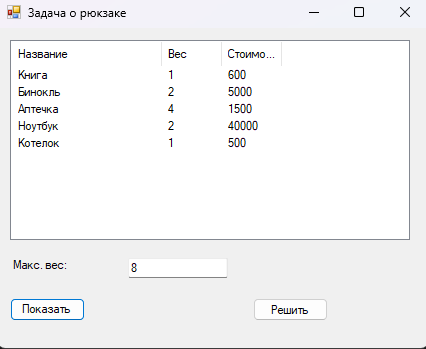 Задача о рюкзаке
Название Вес Стоимо...
Книга 1 600
Бинокль 2 5000
Аптечка 4 1500
Ноутбук 2 40000
Котелок 1 500
Макс. вес: 8
Показать Решить